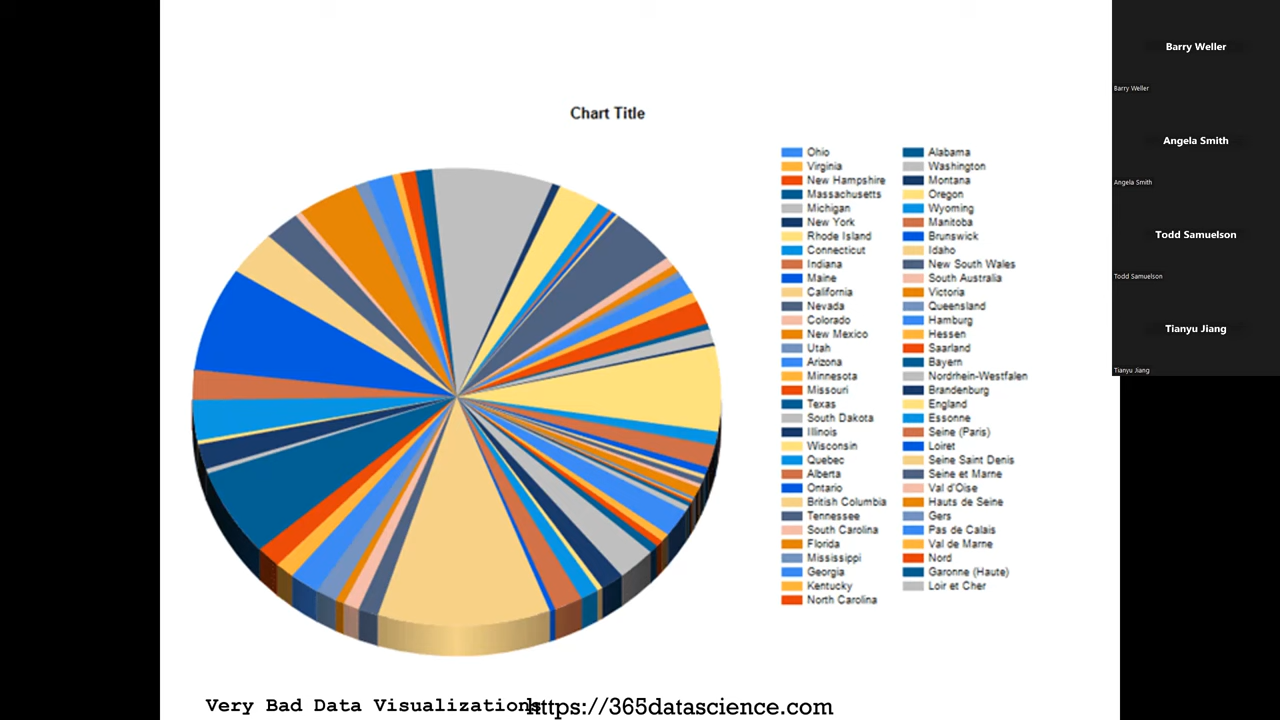 Chart Title
Ohio
Virginia
New Hampshire
Massachusetts
Michigan
New York
Rhode Island
Connecticut
Indiana
Maine
California
Nevada
Colorado
New Mexico
Utah
Arizona
Minnesota
Missouri
Texas
South Dakota
Illinois
Wisconsin
Quebec
Alberta
Ontario
British Columbia
Tennessee
South Carolina
Florida
Mississippi
Georgia
Kentucky
North Carolina
Alabama
Washington
Montana
Oregon
Wyoming
Manitoba
Brunswick
Idaho
New South Wales
South Australia
Victoria
Queensland
Hamburg
Hessen
Saarland
Bayern
Nordrhein-Westfalen
Brandenburg
England
Essonne
Seine (Paris)
Loiret
Seine Saint Denis
Seine et Marne
Val d'Oise
Hauts de Seine
Gers
Pas de Calais
Val de Marne
Nord
Garonne (Haute)
Loir et Cher
Very Bad Data Visualizations https://365datascience.com
Barry Weller
Barry Weller
Angela Smith
Angela Smith
Todd Samuelson
Todd Samuelson
Tianyu Jiang
Tianyu Jiang